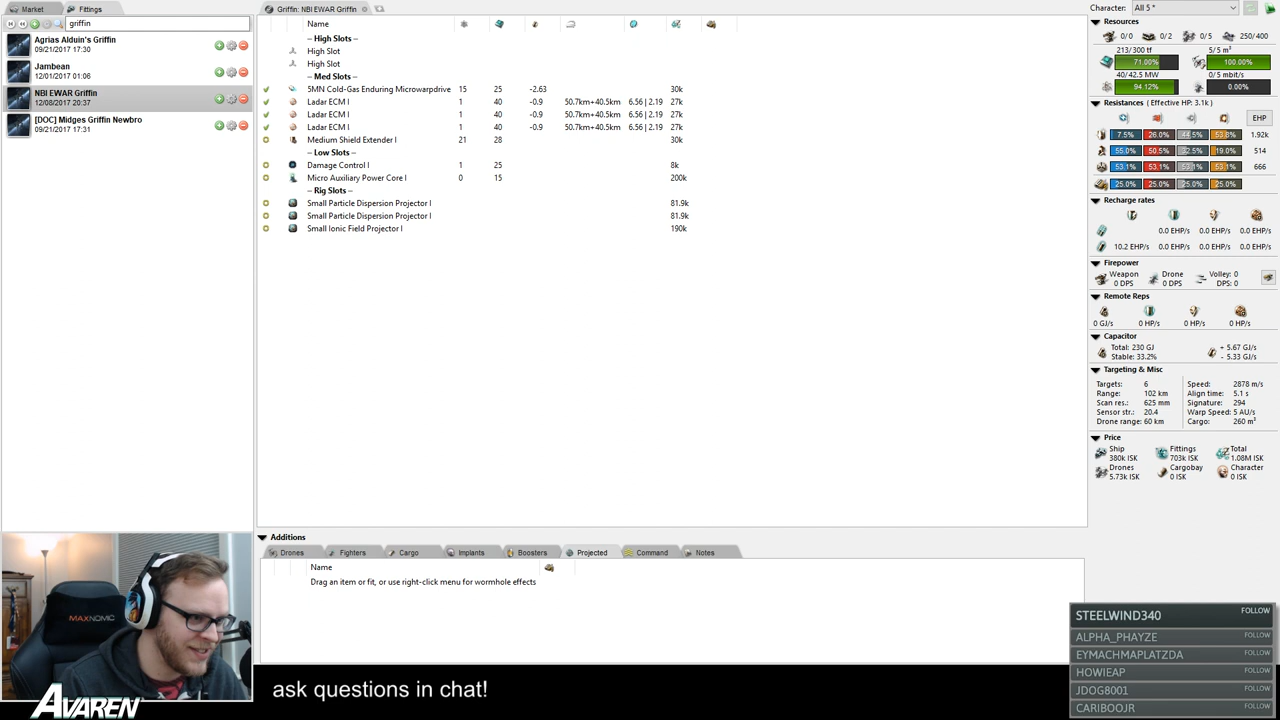 Market Fittings Griffin: NBI EWAR Griffin Character: All 5 *
griffin
Agrias Alduin's Griffin
09/21/2017 17:30
Jambean
12/01/2017 01:06
NBI EWAR Griffin
12/08/2017 20:37
[DOC] Midges Griffin Newbro
09/21/2017 17:31
Name
-- High Slots --
High Slot
High Slot
-- Med Slots --
5MN Cold-Gas Enduring Microwarpdrive 15 25 -2.63 30k
Ladar ECM I 1 40 -0.9 50.7km+40.5km 6.56 | 2.19 27k
Ladar ECM I 1 40 -0.9 50.7km+40.5km 6.56 | 2.19 27k
Ladar ECM I 1 40 -0.9 50.7km+40.5km 6.56 | 2.19 27k
Medium Shield Extender I 21 28 30k
-- Low Slots --
Damage Control I 1 25 8k
Micro Auxiliary Power Core I 0 15 200k
-- Rig Slots --
Small Particle Dispersion Projector I 81.9k
Small Particle Dispersion Projector I 81.9k
Small Ionic Field Projector I 190k
Resources
0/0 0/2 0/5 250/400
213/300 tf 5/5 m³
71.00% 100.00%
40/42.5 MW 0/5 mbit/s
94.12% 0.00%
Resistances ( Effective HP: 3.1k )
EHP
7.5% 26.0% 44.5% 53.8% 1.92k
55.0% 50.5% 32.5% 19.0% 514
53.1% 53.1% 53.1% 53.1% 666
25.0% 25.0% 25.0% 25.0%
Recharge rates
0.0 EHP/s 0.0 EHP/s 0.0 EHP/s
10.2 EHP/s 0.0 EHP/s 0.0 EHP/s 0.0 EHP/s
Firepower
Weapon Drone Volley: 0
0 DPS 0 DPS DPS: 0
Remote Reps
0 GJ/s 0 HP/s 0 HP/s 0 HP/s
Capacitor
Total: 230 GJ + 5.67 GJ/s
Stable: 33.2% - 5.33 GJ/s
Targeting & Misc
Targets: 6 Speed: 2878 m/s
Range: 102 km Align time: 5.1 s
Scan res.: 625 mm Signature: 294
Sensor str.: 20.4 Warp Speed: 5 AU/s
Drone range: 60 km Cargo: 260 m³
Price
Ship Fittings Total
380k ISK 703k ISK 1.08M ISK
Drones Cargobay Character
5.73k ISK 0 ISK 0 ISK
Additions
Drones Fighters Cargo Implants Boosters Projected Command Notes
Name
Drag an item or fit, or use right-click menu for wormhole effects
MAXNOMIC
AVAREN
ask questions in chat!
STEELWIND340 FOLLOW
ALPHA_PHAYZE FOLLOW
EYMACHMAPLATZDA FOLLOW
HOWIEAP FOLLOW
JDOG8001 FOLLOW
CARIBOOJR FOLLOW